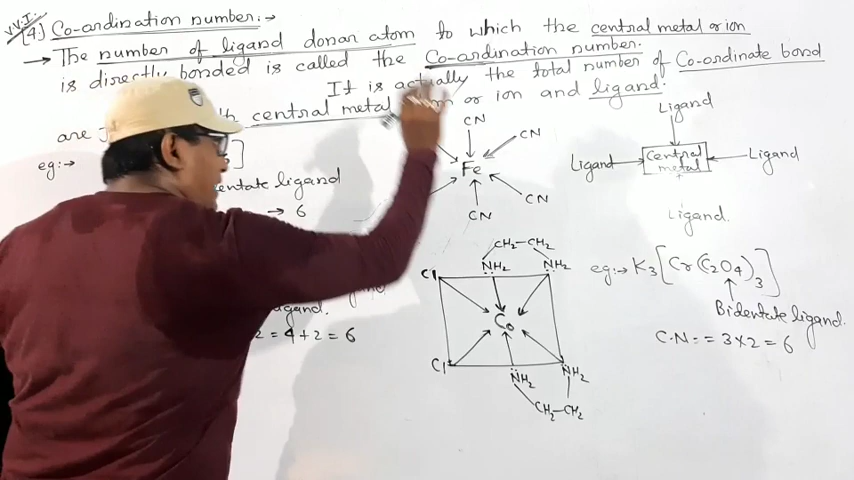 V.V.I.
(4.) Co-ordination number:→
→ The number of ligand donar atom to which the central metal or ion
is directly bonded is called the Co-ordination number.
It is actually the total number of Co-ordinate bond
are central metal or ion and ligand.
eg:→ ]
ligand
→ 6
CN
CN
Fe
CN
CN
Ligand
Ligand Central metal Ligand
Ligand.
CH2-CH2
NH2 NH2
Cl
Co
Cl
NH2 NH2
CH2-CH2
2 = 4+2 = 6
eg:→ K3[Cr(C2O4)3]
Bidentate ligand.
C.N. = 3×2 = 6